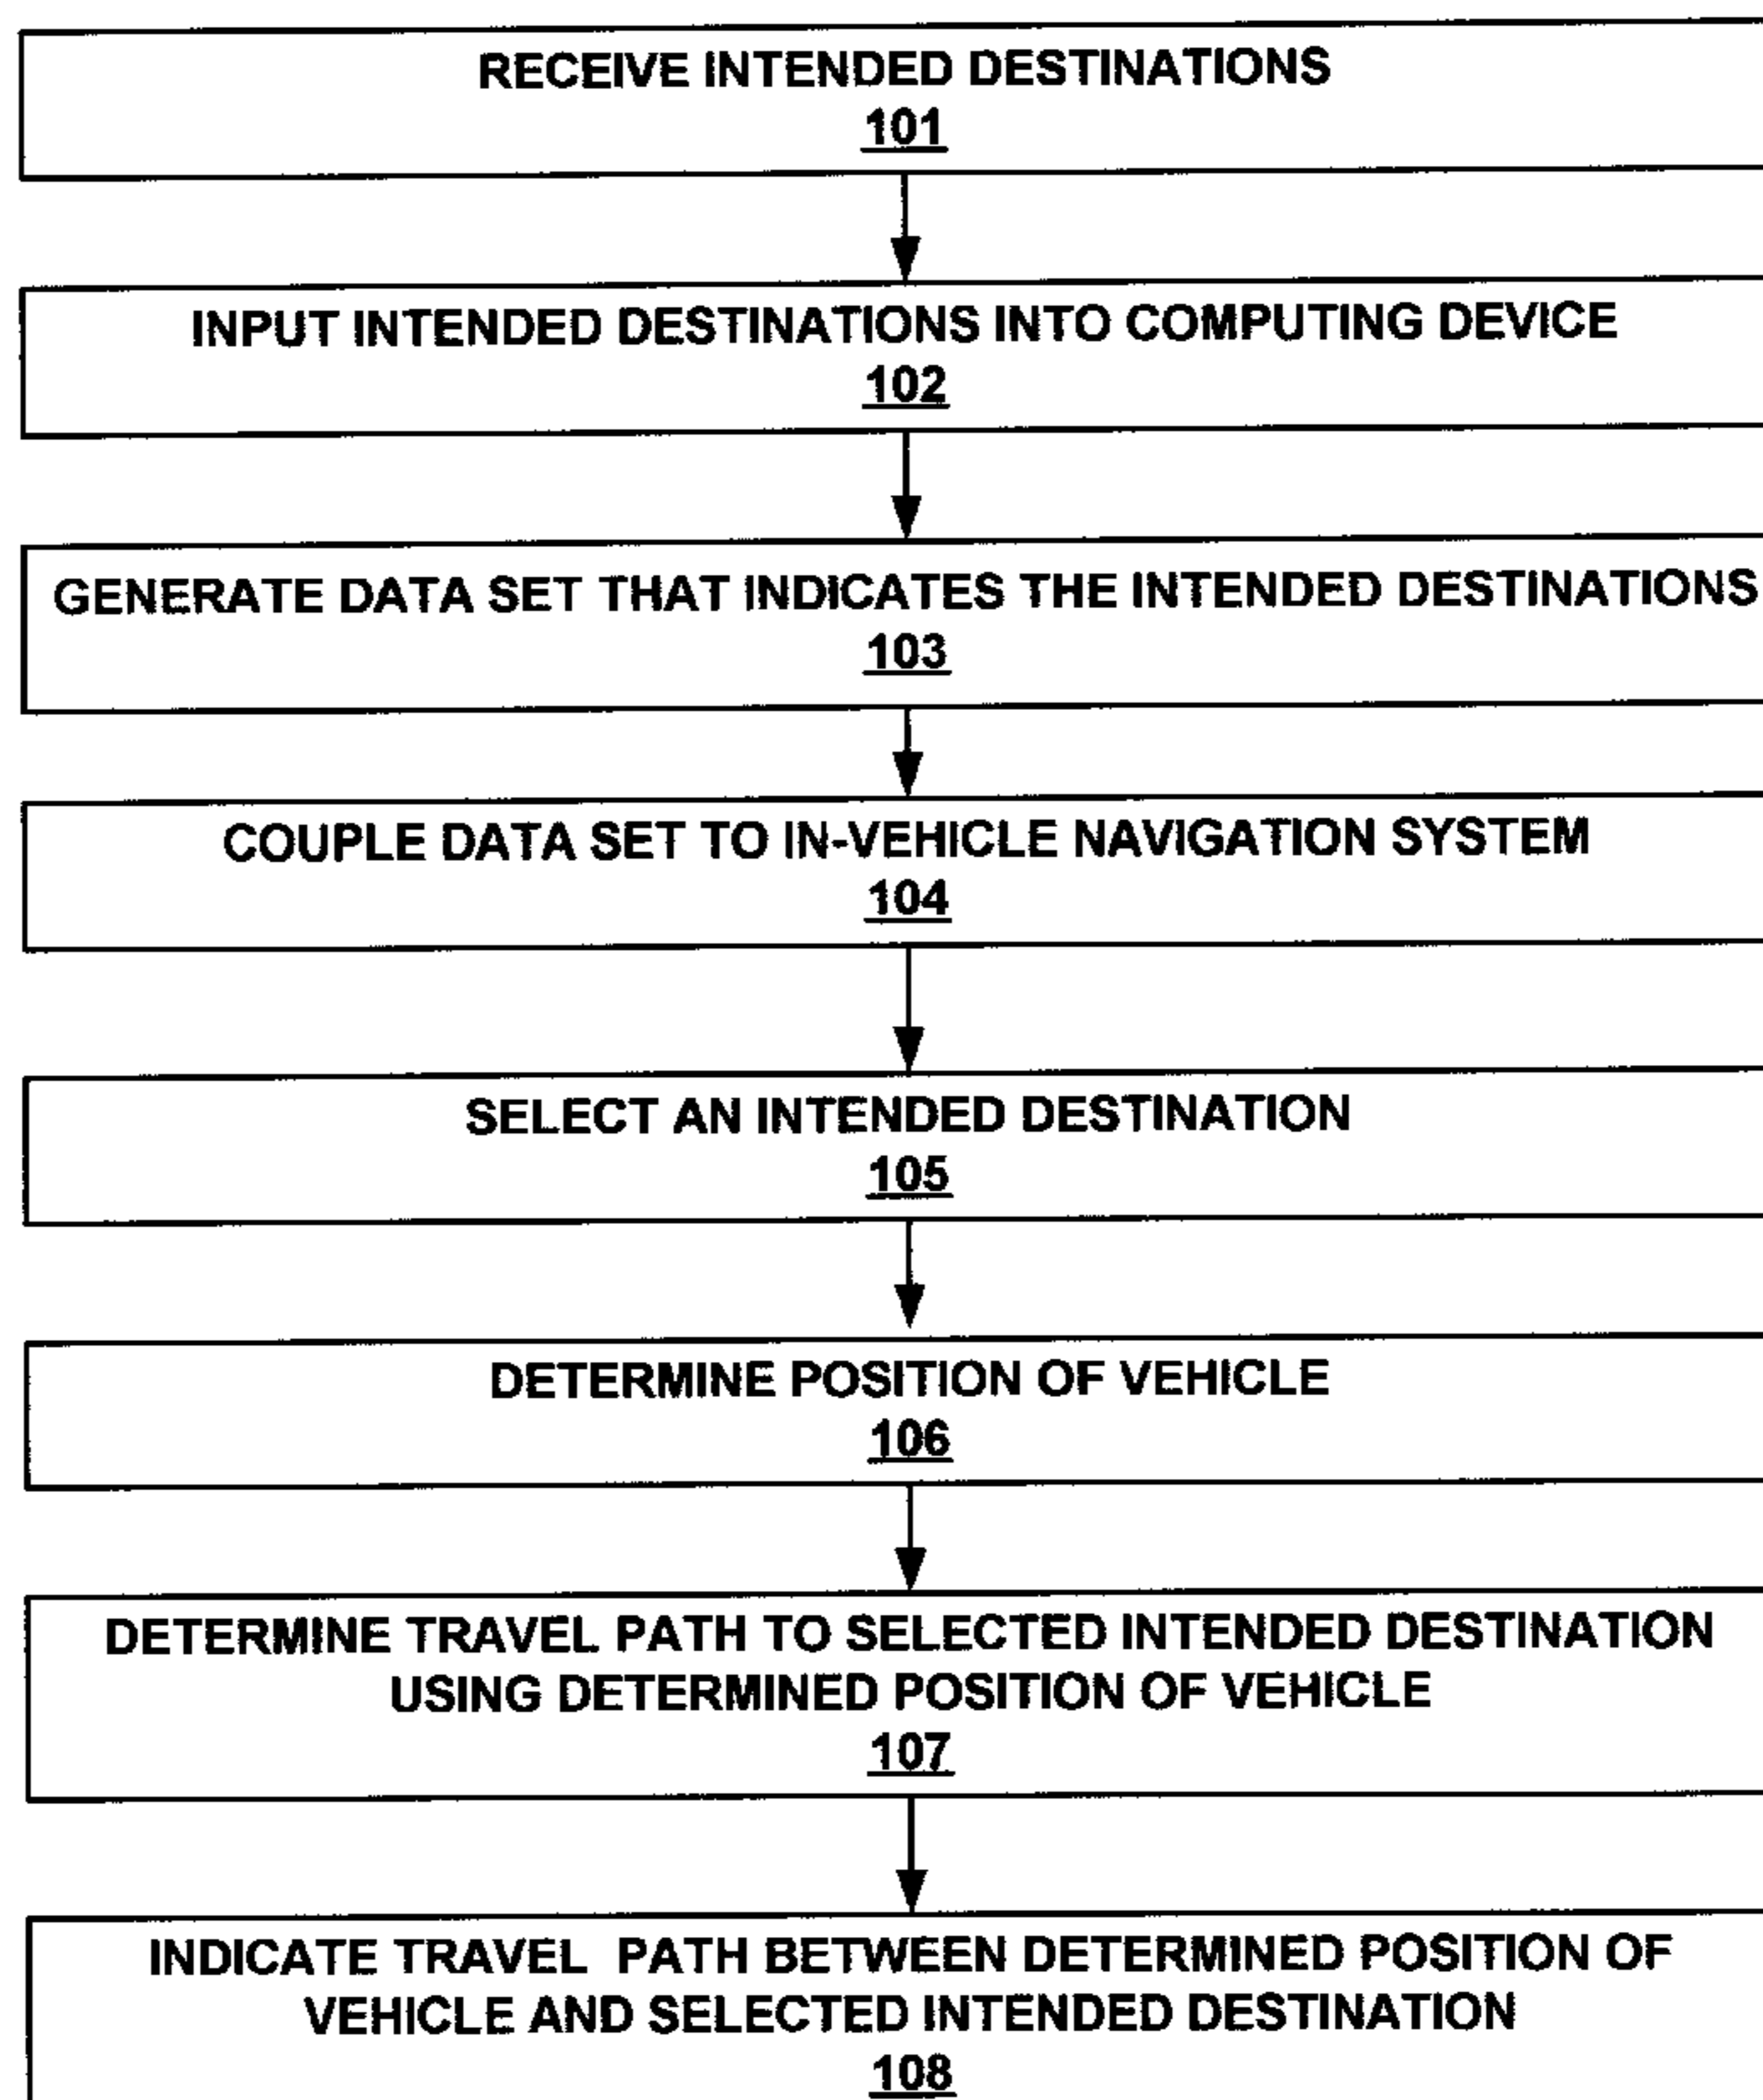 RECEIVE INTENDED DESTINATIONS
101
INPUT INTENDED DESTINATIONS INTO COMPUTING DEVICE
102
GENERATE DATA SET THAT INDICATES THE INTENDED DESTINATIONS
103
COUPLE DATA SET TO IN-VEHICLE NAVIGATION SYSTEM
104
SELECT AN INTENDED DESTINATION
105
DETERMINE POSITION OF VEHICLE
106
DETERMINE TRAVEL PATH TO SELECTED INTENDED DESTINATION
USING DETERMINED POSITION OF VEHICLE
107
INDICATE TRAVEL PATH BETWEEN DETERMINED POSITION OF
VEHICLE AND SELECTED INTENDED DESTINATION
108